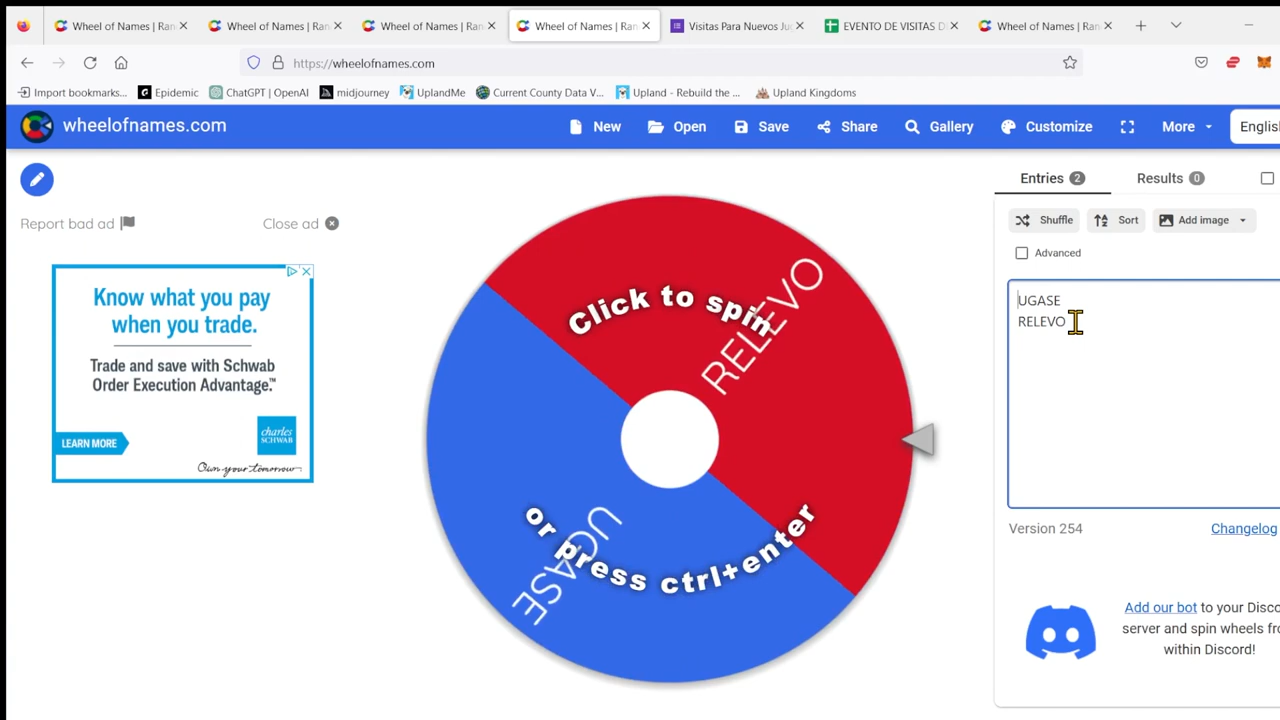 Wheel of Names | Ran
Wheel of Names | Ran
Wheel of Names | Ran
Wheel of Names | Ran
Visitas Para Nuevos Ju
EVENTO DE VISITAS D
Wheel of Names | Ran
https://wheelofnames.com
Import bookmarks...
Epidemic
ChatGPT | OpenAI
midjourney
UplandMe
Current County Data V...
Upland - Rebuild the ...
Upland Kingdoms
wheelofnames.com
New
Open
Save
Share
Gallery
Customize
More
English
Report bad ad
Close ad
Know what you pay
when you trade.
Trade and save with Schwab
Order Execution Advantage.™
LEARN MORE
charles
SCHWAB
Own your tomorrow
Click to spin
RELEVO
UGASE
or press ctrl+enter
Entries 2
Results 0
Shuffle
Sort
Add image
Advanced
UGASE
RELEVO
Version 254
Changelog
Add our bot to your Disco
server and spin wheels fro
within Discord!